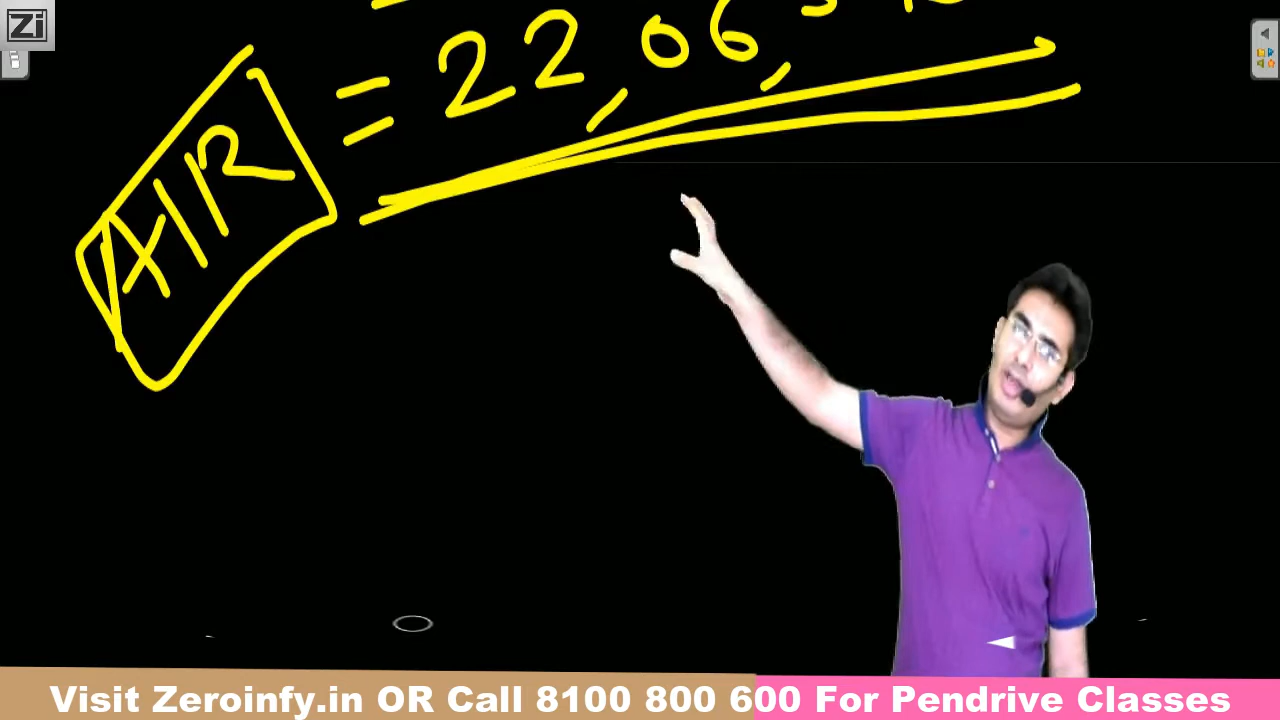 Zi
= 22,06,
AIR
Visit Zeroinfy.in OR Call 8100 800 600 For Pendrive Classes